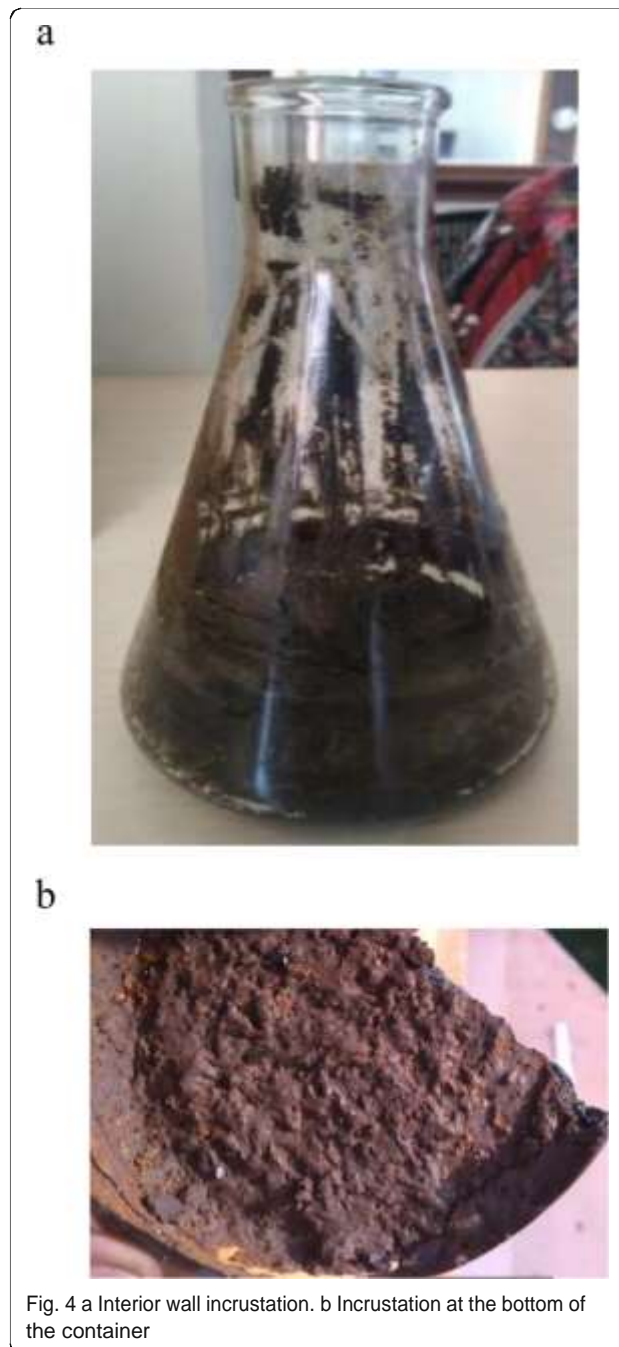 a
b
Fig. 4 a Interior wall incrustation. b Incrustation at the bottom of
the container